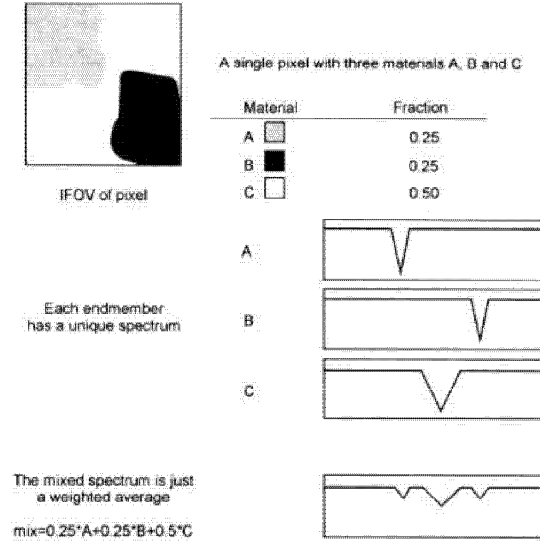 A single pixel with three materials A, B and C
Material Fraction
A 0.25
B 0.25
C 0.50
IFOV of pixel
A
Each endmember
has a unique spectrum
B
C
The mixed spectrum is just
a weighted average
mix=0.25*A+0.25*B+0.5*C